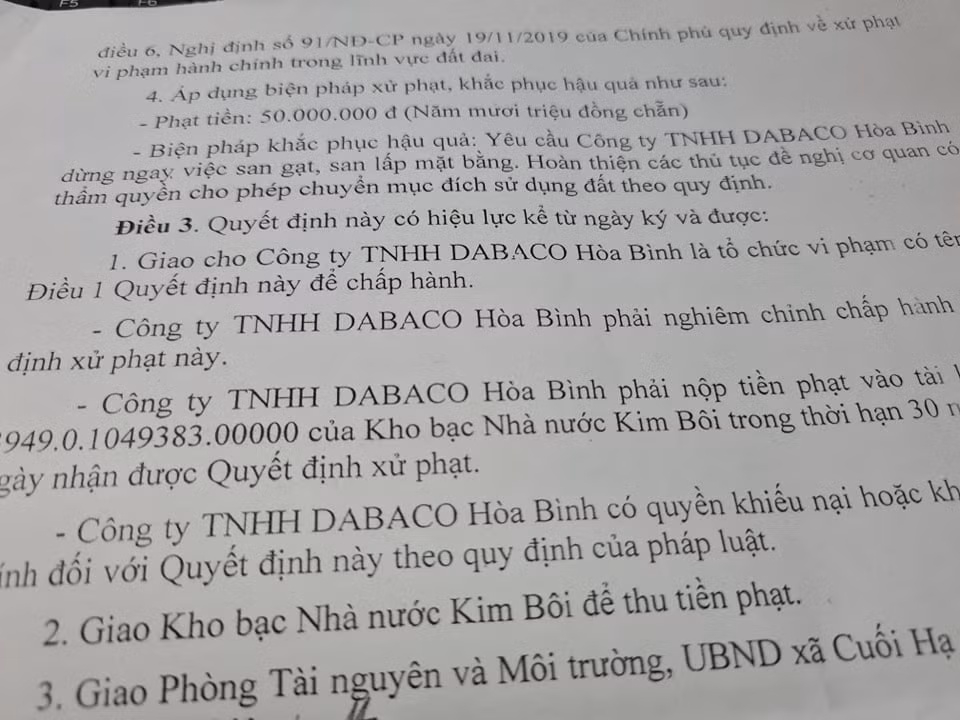 F5 F6
điều 6, Nghị định số 91/NĐ-CP ngày 19/11/2019 của Chính phủ quy định về xử phạt
vi phạm hành chính trong lĩnh vực đất đai.
4. Áp dụng biện pháp xử phạt, khắc phục hậu quả như sau:
- Phạt tiền: 50.000.000 đ (Năm mươi triệu đồng chẵn)
- Biện pháp khắc phục hậu quả: Yêu cầu Công ty TNHH DABACO Hòa Bình
dừng ngay việc san gạt, san lấp mặt bằng. Hoàn thiện các thủ tục đề nghị cơ quan có
thẩm quyền cho phép chuyển mục đích sử dụng đất theo quy định.
Điều 3. Quyết định này có hiệu lực kể từ ngày ký và được:
1. Giao cho Công ty TNHH DABACO Hòa Bình là tổ chức vi phạm có tên
Điều 1 Quyết định này để chấp hành.
- Công ty TNHH DABACO Hòa Bình phải nghiêm chỉnh chấp hành
định xử phạt này.
- Công ty TNHH DABACO Hòa Bình phải nộp tiền phạt vào tài
949.0.1049383.00000 của Kho bạc Nhà nước Kim Bôi trong thời hạn 30
gày nhận được Quyết định xử phạt.
- Công ty TNHH DABACO Hòa Bình có quyền khiếu nại hoặc kh
ính đối với Quyết định này theo quy định của pháp luật.
2. Giao Kho bạc Nhà nước Kim Bôi để thu tiền phạt.
3. Giao Phòng Tài nguyên và Môi trường, UBND xã Cuối Hạ